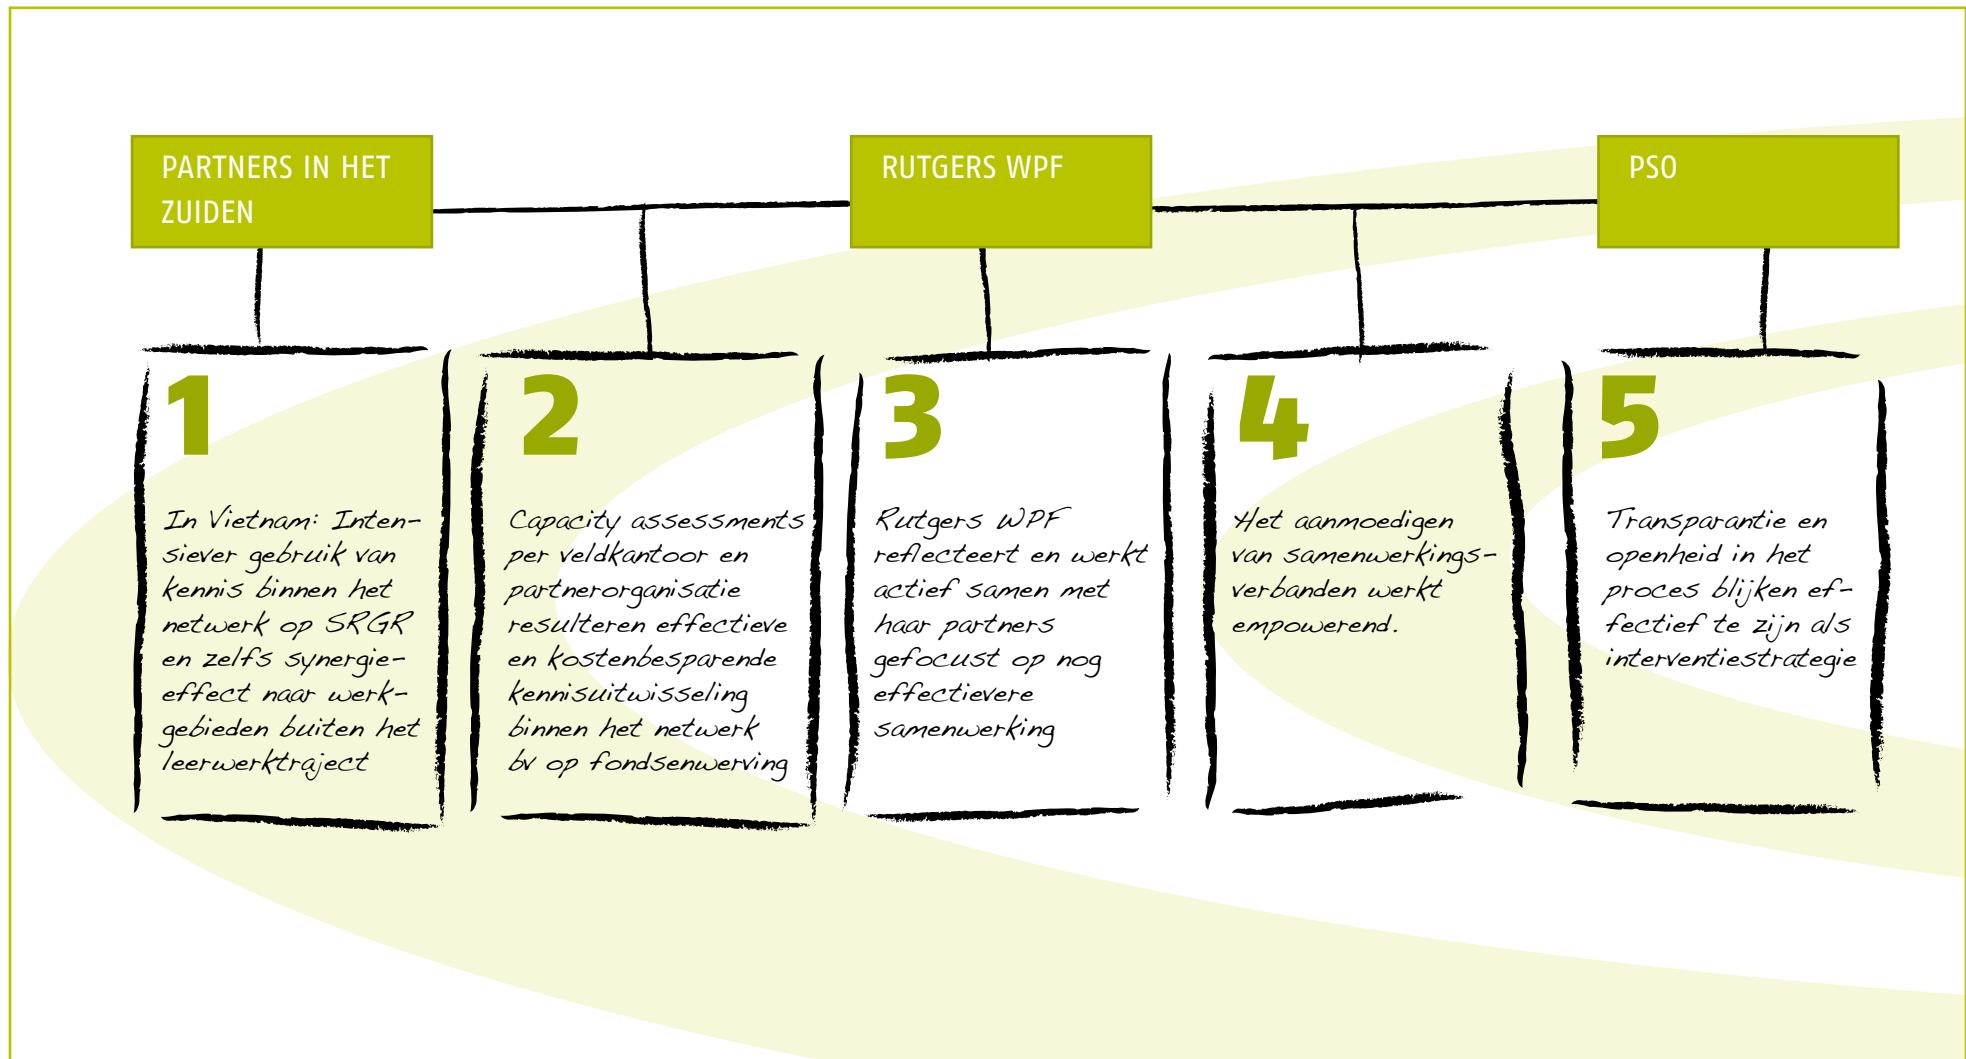 PARTNERS IN HET
ZUIDEN
RUTGERS WPF
PSO
1
In Vietnam: Inten-
siever gebruik van
kennis binnen het
netwerk op SRGR
en zelfs synergie-
effect naar werk-
gebieden buiten het
leerwerktraject
2
Capacity assessments
per veldkantoor en
partnerorganisatie
resulteren effectieve
en kostenbesparende
kennisuitwisseling
binnen het netwerk
bv op fondsenwerving
3
Rutgers WPF
reflecteert en werkt
actief samen met
haar partners
gefocust op nog
effectievere
samenwerking
4
Het aanmoedigen
van samenwerkings-
verbanden werkt
empowerend.
5
Transparantie en
openheid in het
proces blijken ef-
fectief te zijn als
interventiestrategie